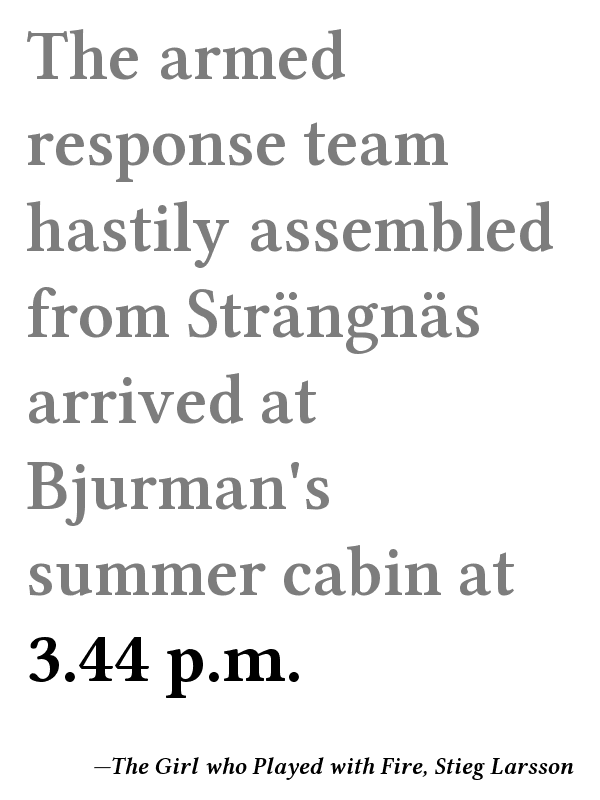 The armed
response team
hastily assembled
from Strängnäs
arrived at
Bjurman's
summer cabin at
3.44 p.m.
—The Girl who Played with Fire, Stieg Larsson